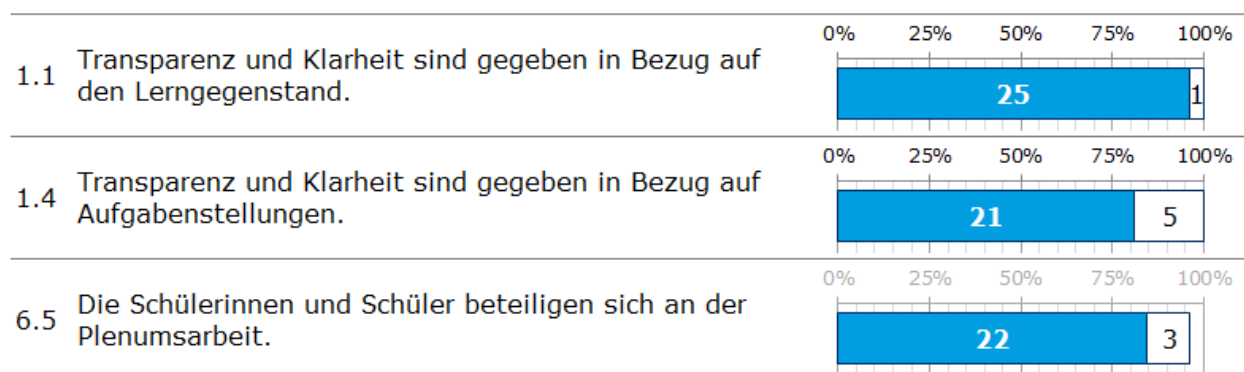 0% 25% 50% 75% 100%
1.1 Transparenz und Klarheit sind gegeben in Bezug auf
den Lerngegenstand.
25 1
0% 25% 50% 75% 100%
1.4 Transparenz und Klarheit sind gegeben in Bezug auf
Aufgabenstellungen.
21 5
0% 25% 50% 75% 100%
6.5 Die Schülerinnen und Schüler beteiligen sich an der
Plenumsarbeit.
22 3